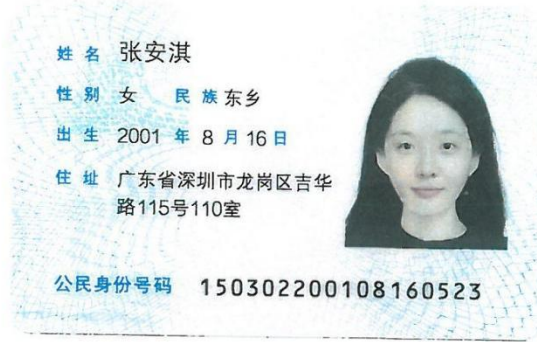 姓名 张安淇
性别 女 民族 东乡
出生 2001 年 8 月 16 日
住址 广东省深圳市龙岗区吉华
路115号110室
公民身份号码 150302200108160523